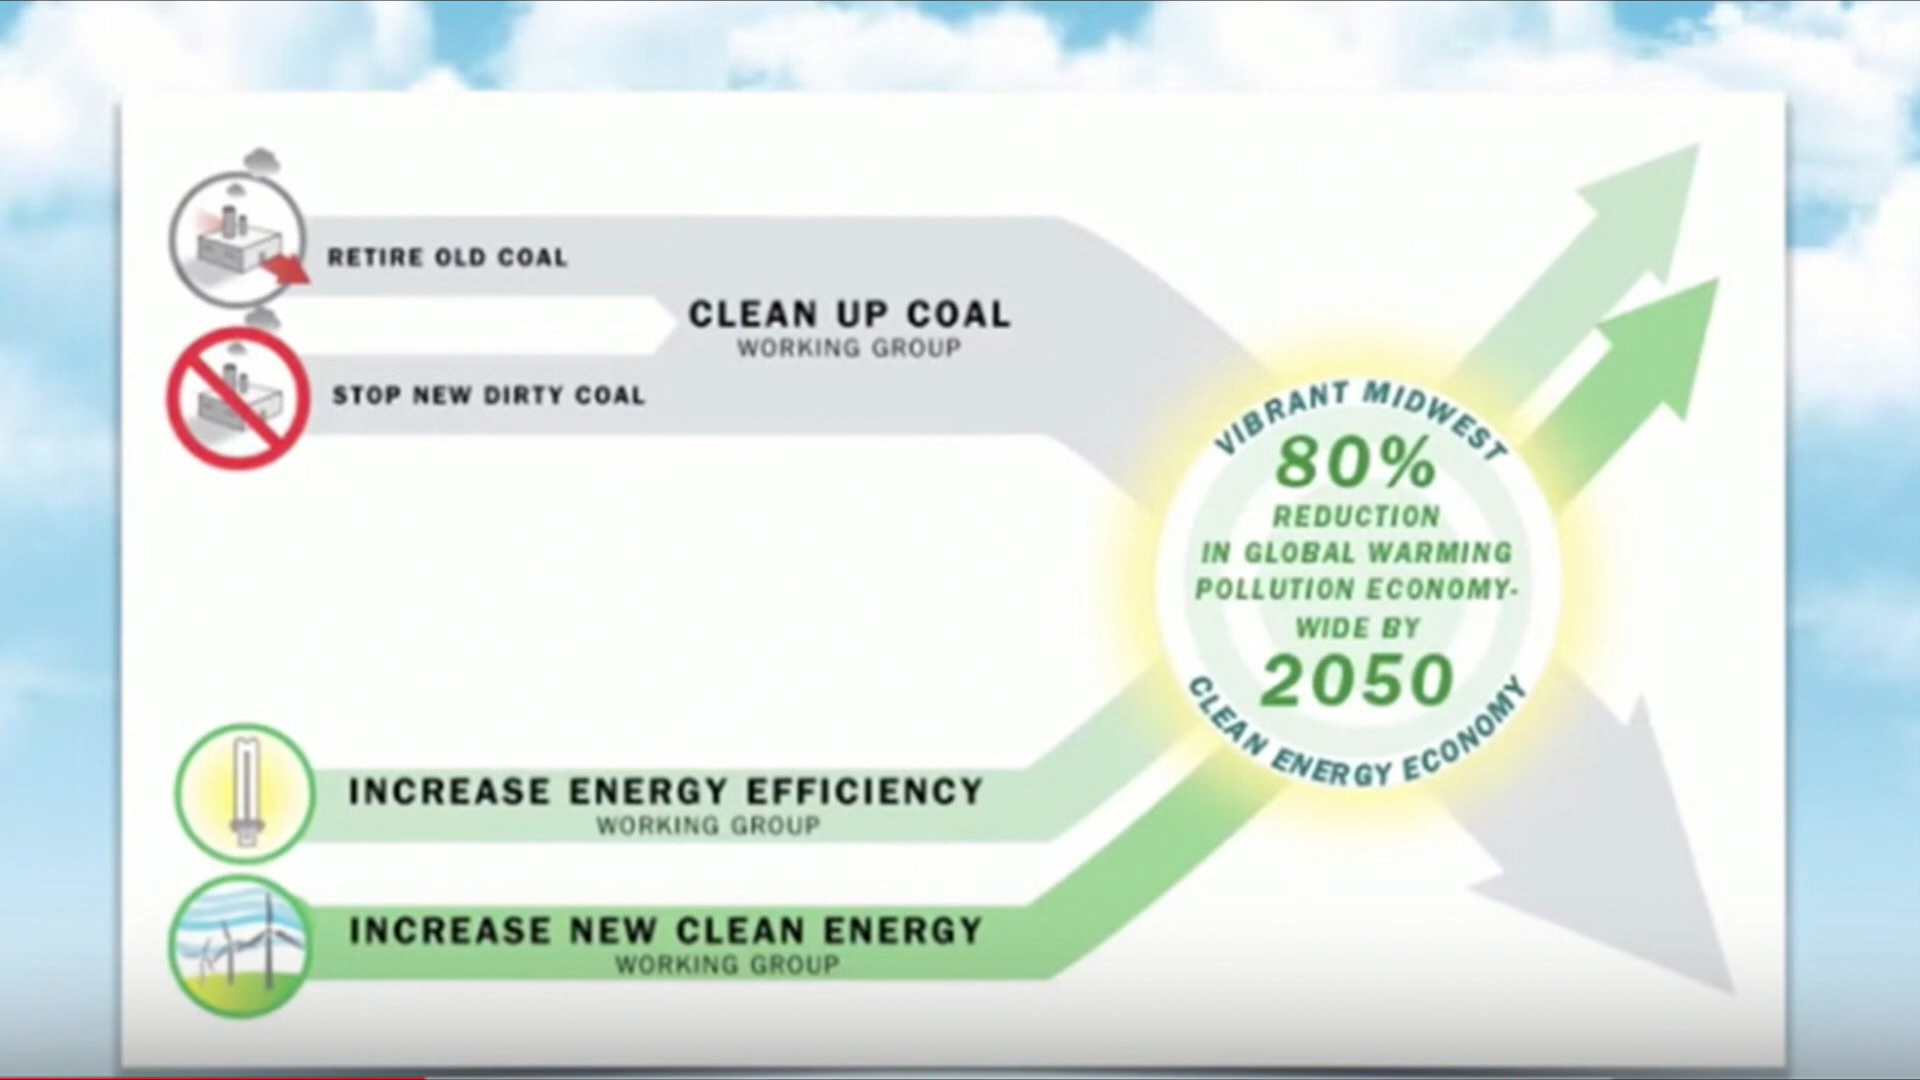 RETIRE OLD COAL
CLEAN UP COAL
WORKING GROUP
STOP NEW DIRTY COAL
VIBRANT MIDWEST
80%
REDUCTION
IN GLOBAL WARMING
POLLUTION ECONOMY-
WIDE BY
2050
CLEAN ENERGY ECONOMY
INCREASE ENERGY EFFICIENCY
WORKING GROUP
INCREASE NEW CLEAN ENERGY
WORKING GROUP